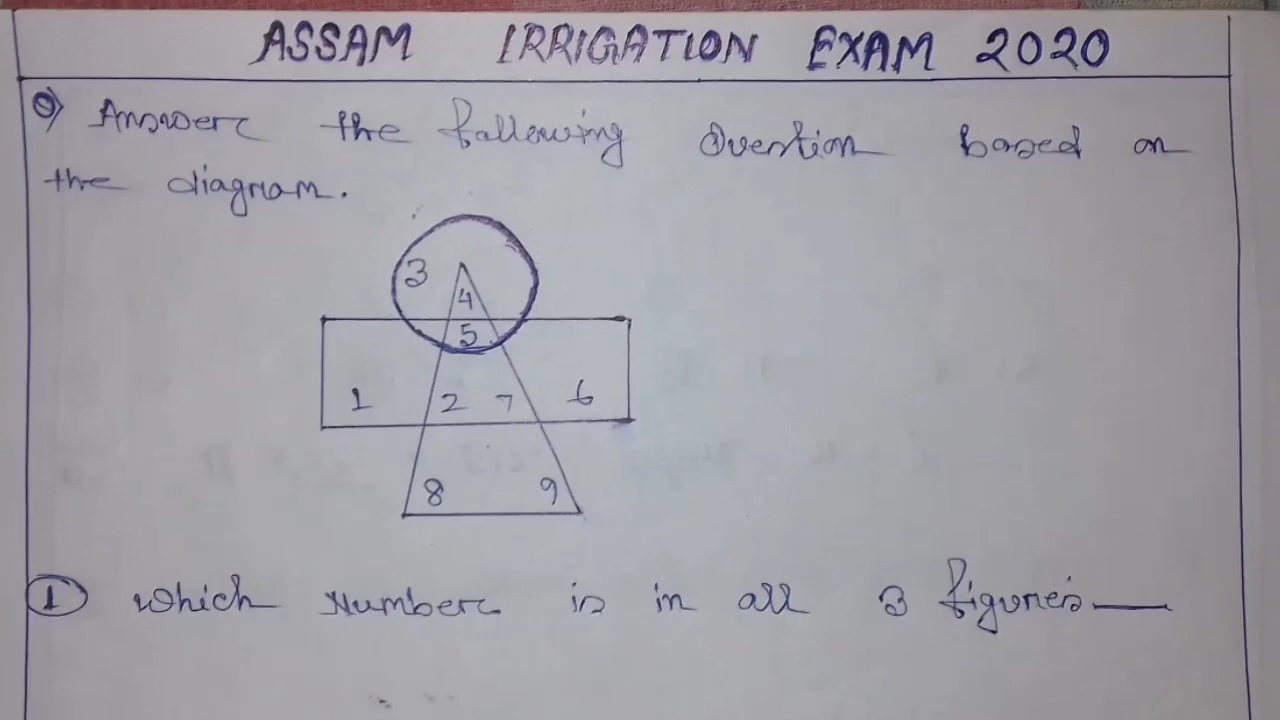 ASSAM IRRIGATION EXAM 2020
Q) Answer the following Question based on
the diagram.
3
4
5
1 2 7 6
8 9
1 which Number is in all 3 figures —